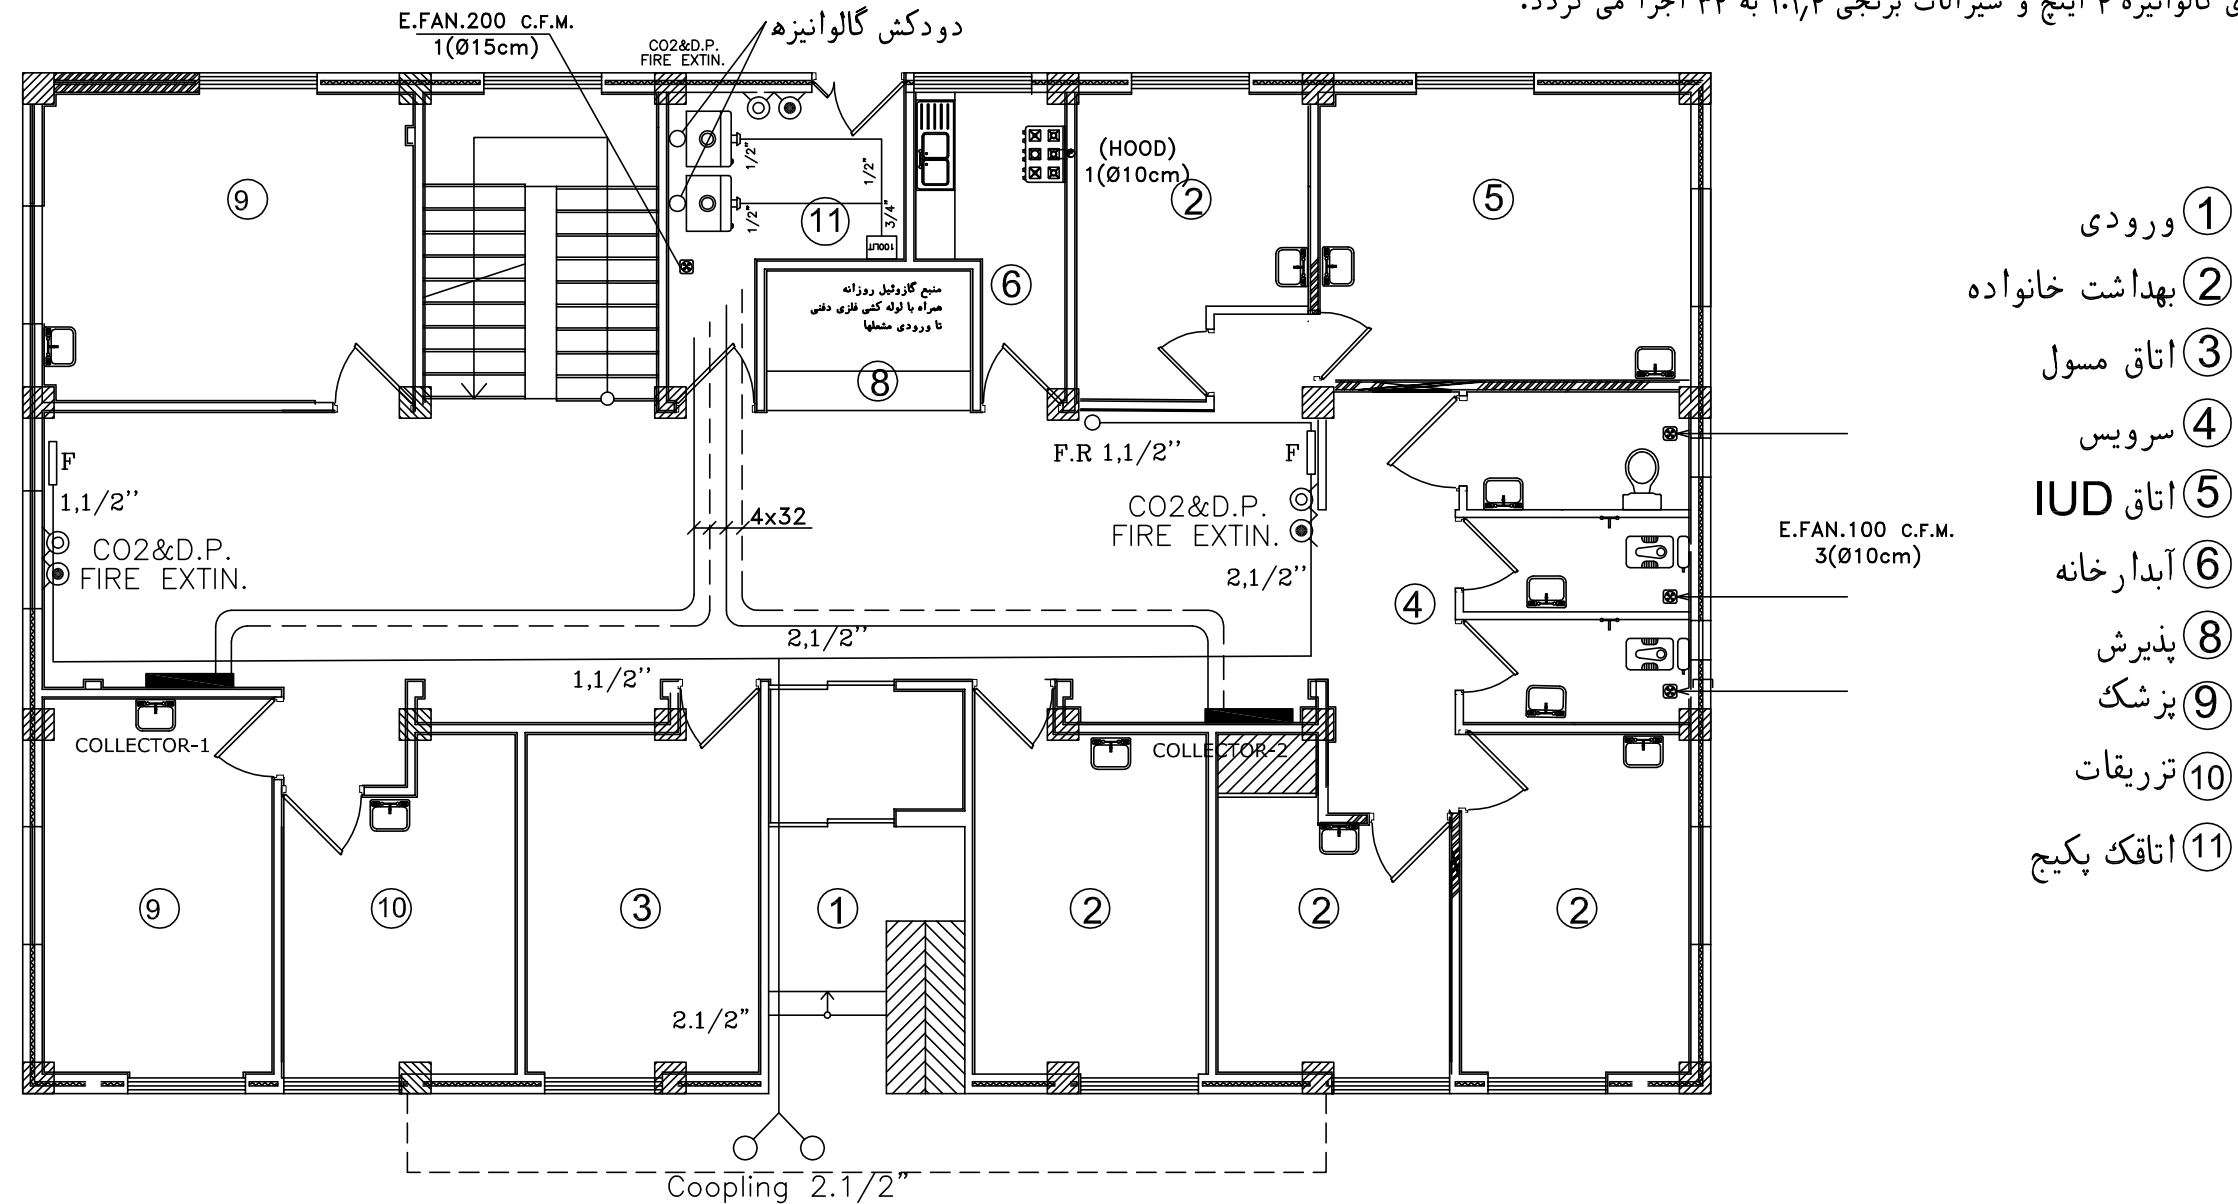 E.FAN.200 C.F.M.
1(Ø15cm)
دودکش گالوانیزه
CO2&D.P.
FIRE EXTIN.
1/2"
1/2"
1/2"
3/4"
100LIT
(HOOD)
1(Ø10cm)
9
11
2
5
6
منبع گازوئیل روزانه
همراه با لوله کشی فلزی دفنی
تا ورودی مشعلها
8
F
1,1/2''
CO2&D.P.
FIRE EXTIN.
4x32
F.R 1,1/2''
F
CO2&D.P.
FIRE EXTIN.
2,1/2''
4
E.FAN.100 C.F.M.
3(Ø10cm)
2,1/2''
1,1/2''
COLLECTOR-1
COLLECTOR-2
9
10
3
1
2
2
2
2.1/2"
Coopling 2.1/2"
1 ورودی
2 بهداشت خانواده
3 اتاق مسول
4 سرویس
5 اتاق IUD
6 آبدارخانه
8 پذیرش
9 پزشک
10 تزریقات
11 اتاقک پکیج